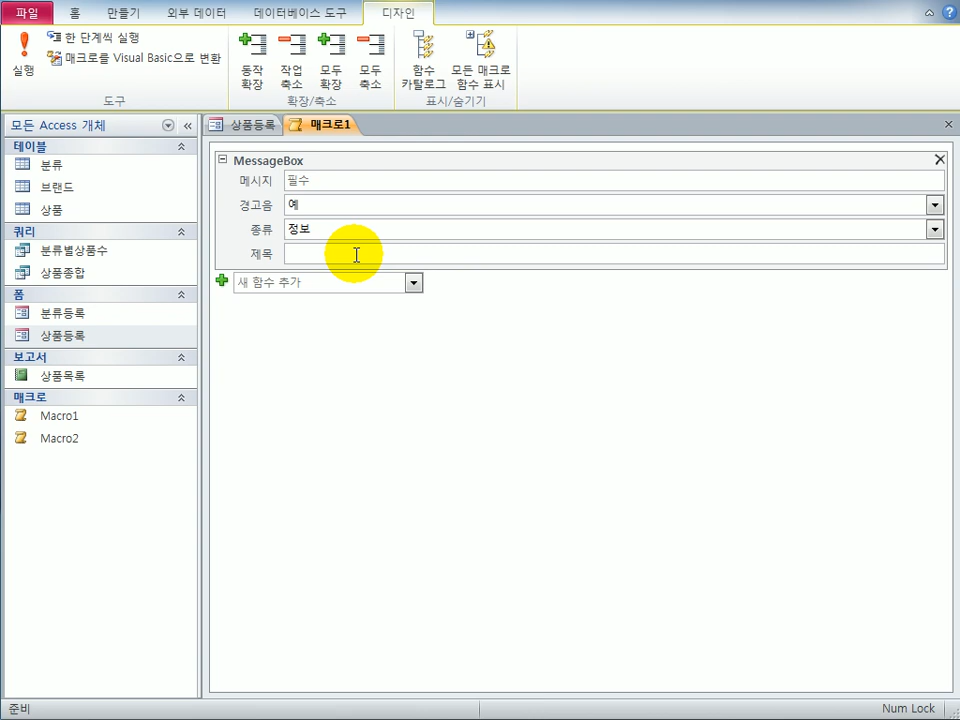 파일 홈 만들기 외부 데이터 데이터베이스 도구 디자인
실행
한 단계씩 실행
매크로를 Visual Basic으로 변환
도구
동작 확장
작업 축소
모두 확장
모두 축소
확장/축소
함수 카탈로그
모든 매크로 함수 표시
표시/숨기기
모든 Access 개체
테이블
분류
브랜드
상품
쿼리
분류별상품수
상품종합
폼
분류등록
상품등록
보고서
상품목록
매크로
Macro1
Macro2
상품등록 매크로1
MessageBox
메시지 필수
경고음 예
종류 정보
제목
새 함수 추가
준비
Num Lock